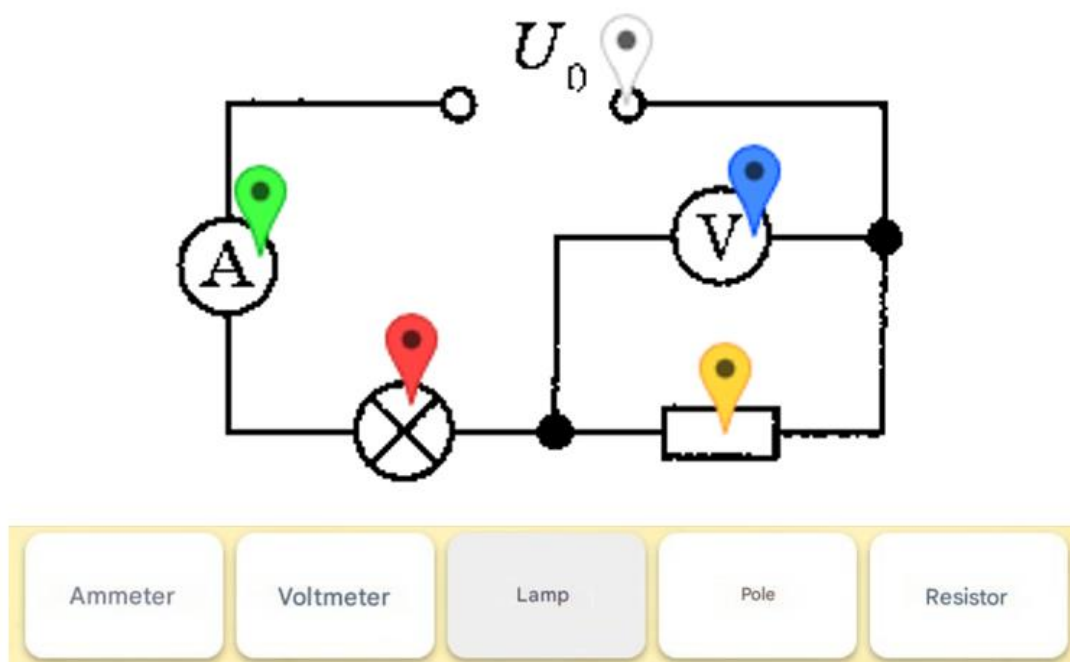 U₀
V
A
Ammeter
Voltmeter
Lamp
Pole
Resistor